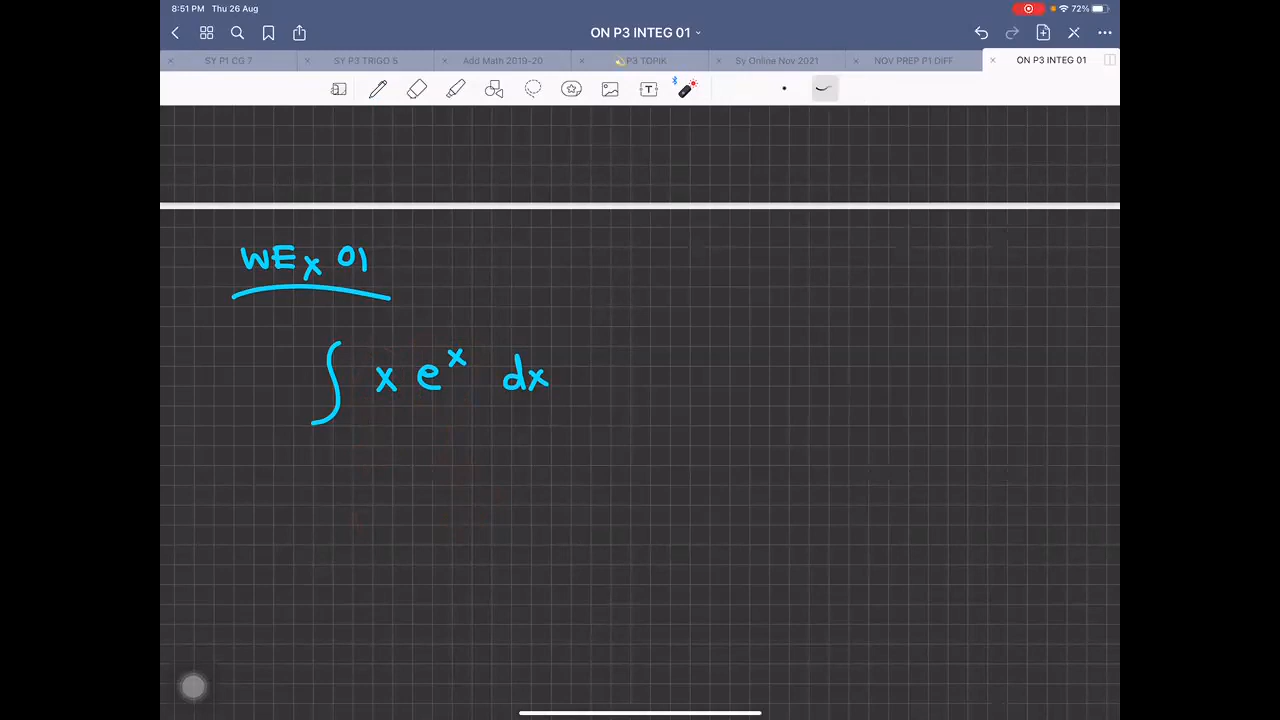 8:51 PM Thu 26 Aug
72%
ON P3 INTEG 01
SY P1 CG 7
SY P3 TRIGO 5
Add Math 2019-20
P3 TOPIK
Sy Online Nov 2021
NOV PREP P1 DIFF
ON P3 INTEG 01
T
WEx 01
∫ x eˣ dx